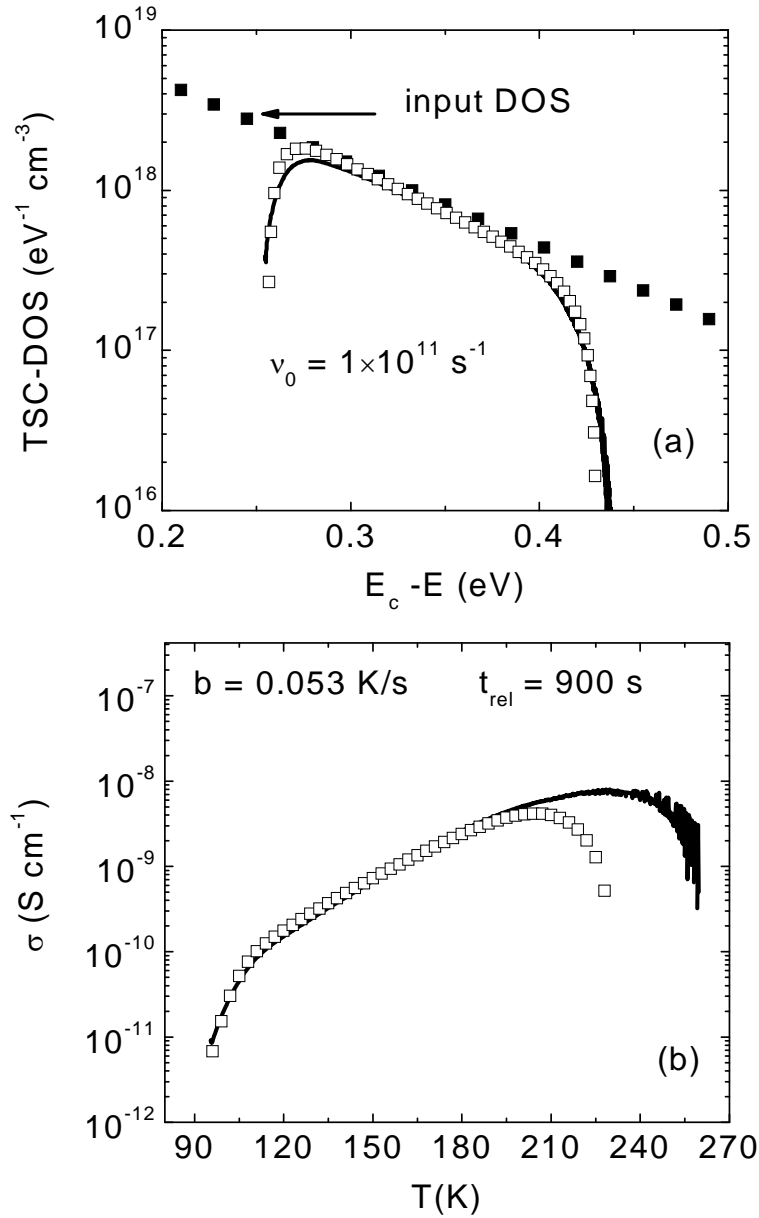 10^19
input DOS
10^18
10^17
ν_0 = 1×10^11 s^-1
(a)
10^16
TSC-DOS (eV^-1 cm^-3)
0.2 0.3 0.4 0.5
E_c -E (eV)
b = 0.053 K/s t_rel = 900 s
10^-7
10^-8
10^-9
10^-10
10^-11
(b)
10^-12
σ (S cm^-1)
90 120 150 180 210 240 270
T(K)